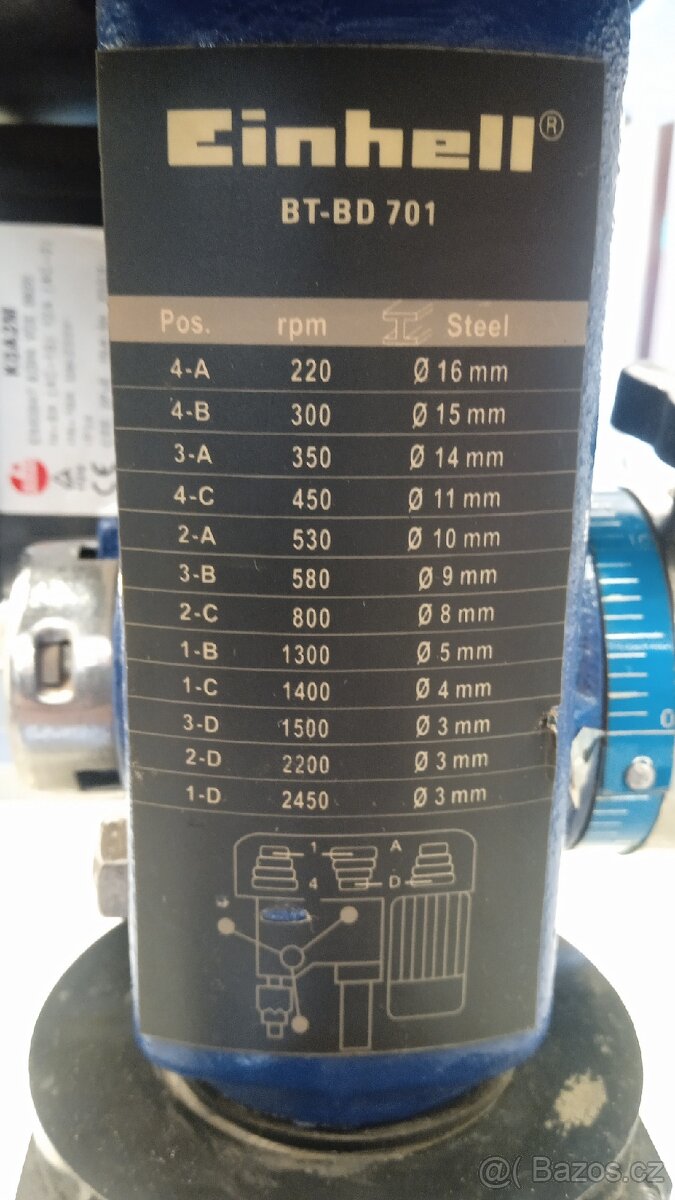 Einhell®
BT-BD 701
Pos. rpm Steel
4-A 220 Ø 16 mm
4-B 300 Ø 15 mm
3-A 350 Ø 14 mm
4-C 450 Ø 11 mm
2-A 530 Ø 10 mm
3-B 580 Ø 9 mm
2-C 800 Ø 8 mm
1-B 1300 Ø 5 mm
1-C 1400 Ø 4 mm
3-D 1500 Ø 3 mm
2-D 2200 Ø 3 mm
1-D 2450 Ø 3 mm
1 A
4 D
0
@( Bazos.cz